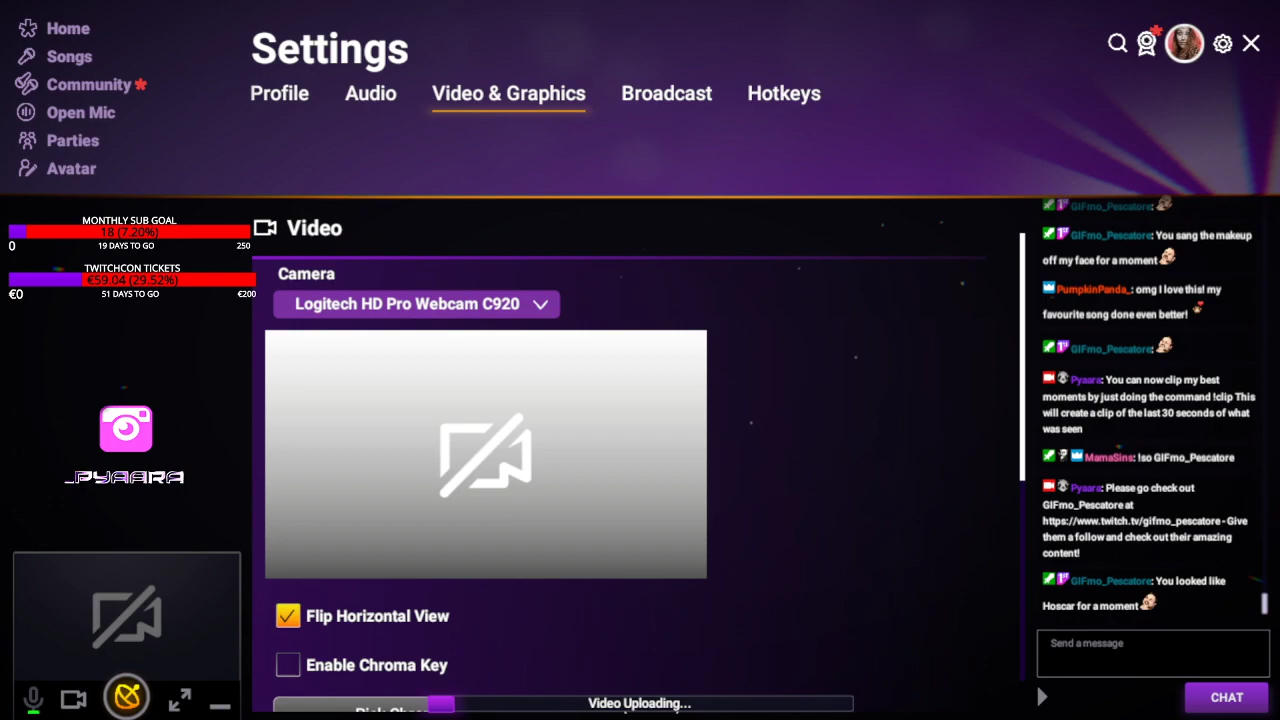 Home
Songs
Community
Open Mic
Parties
Avatar
Settings
Profile
Audio
Video & Graphics
Broadcast
Hotkeys
MONTHLY SUB GOAL
18 (7.20%)
0
19 DAYS TO GO
250
TWITCHCON TICKETS
€59.04 (29.52%)
€0
51 DAYS TO GO
€200
_PYAARA
Video
Camera
Logitech HD Pro Webcam C920
Flip Horizontal View
Enable Chroma Key
Video Uploading...
GIFmo_Pescatore:
GIFmo_Pescatore: You sang the makeup
off my face for a moment
PumpkinPanda_: omg I love this! my
favourite song done even better!
GIFmo_Pescatore:
Pyaara: You can now clip my best
moments by just doing the command !clip This
will create a clip of the last 30 seconds of what
was seen
MamaSins: !so GIFmo_Pescatore
Pyaara: Please go check out
GIFmo_Pescatore at
https://www.twitch.tv/gifmo_pescatore - Give
them a follow and check out their amazing
content!
GIFmo_Pescatore: You looked like
Hoscar for a moment
Send a message
CHAT